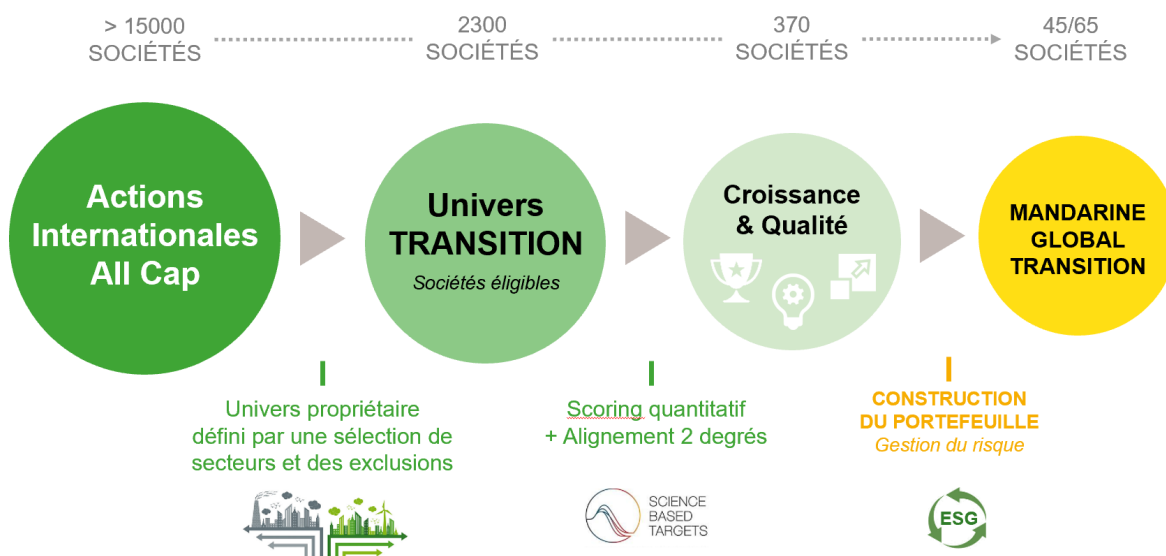 > 15000
SOCIÉTÉS
2300
SOCIÉTÉS
370
SOCIÉTÉS
45/65
SOCIÉTÉS
Actions
Internationales
All Cap
Univers
TRANSITION
Sociétés éligibles
Croissance
& Qualité
MANDARINE
GLOBAL
TRANSITION
Univers propriétaire
défini par une sélection de
secteurs et des exclusions
Scoring quantitatif
+ Alignement 2 degrés
CONSTRUCTION
DU PORTEFEUILLE
Gestion du risque
SCIENCE
BASED
TARGETS
ESG